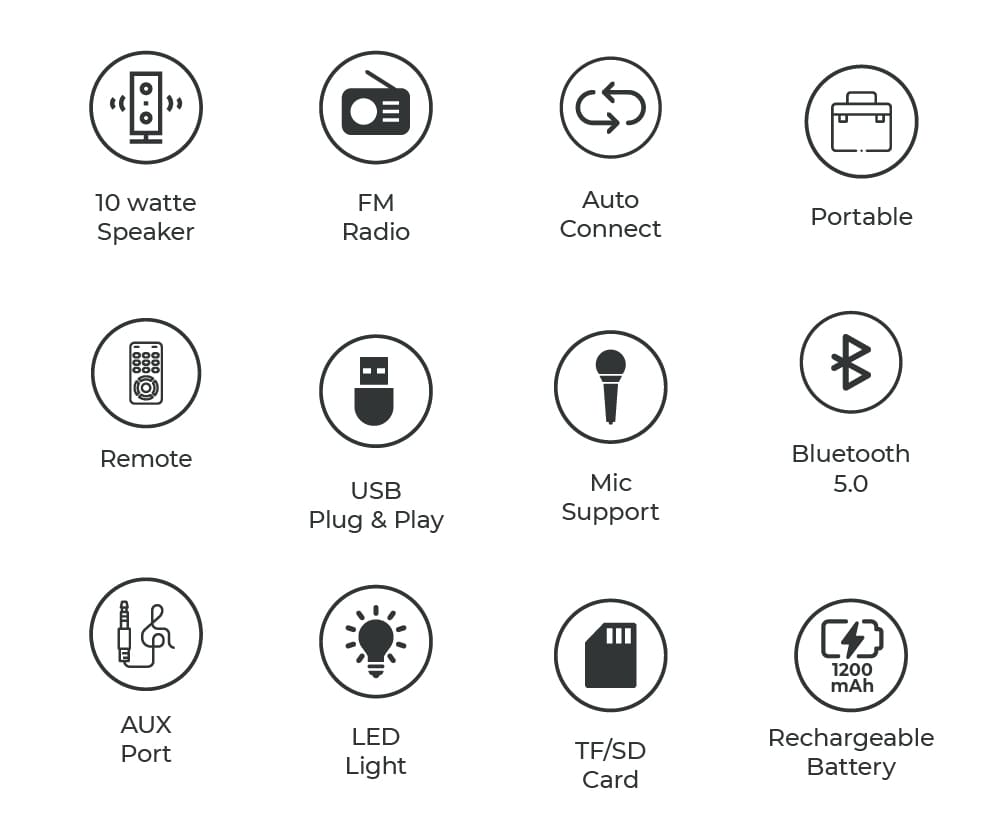 10 watte
Speaker
FM
Radio
Auto
Connect
Portable
Remote
USB
Plug & Play
Mic
Support
Bluetooth
5.0
AUX
Port
LED
Light
TF/SD
Card
1200
mAh
Rechargeable
Battery